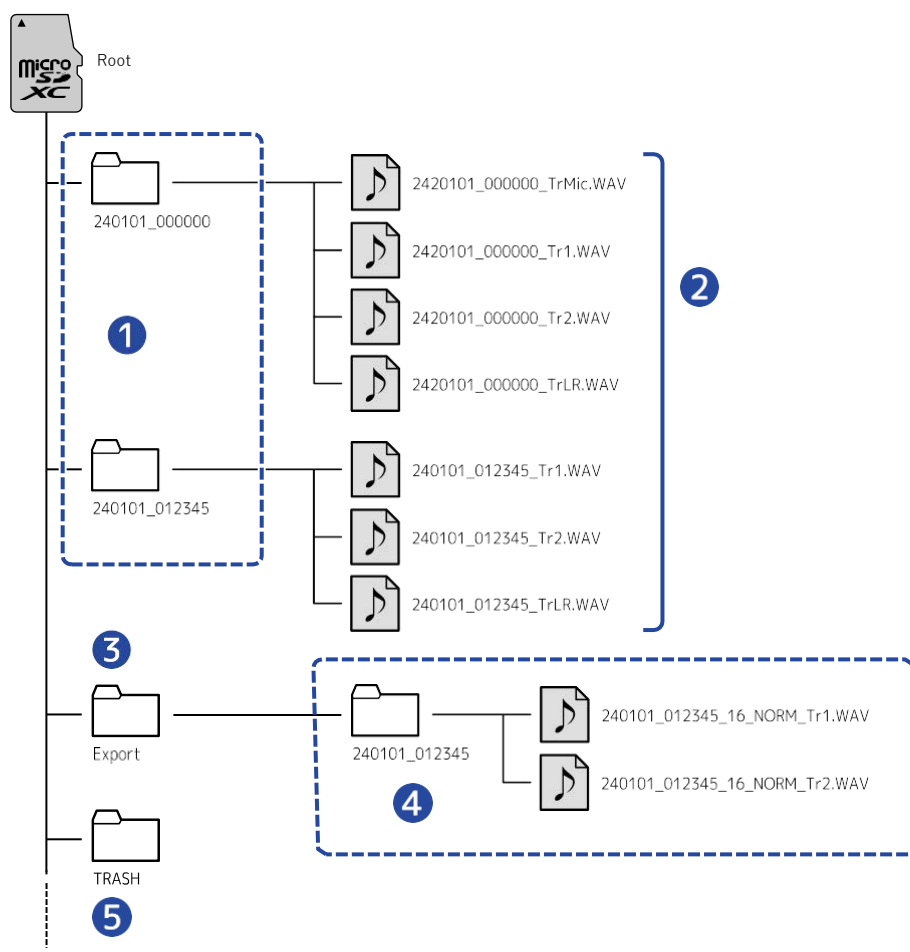 micro
SD
XC
Root
240101_000000
2420101_000000_TrMic.WAV
2420101_000000_Tr1.WAV
2420101_000000_Tr2.WAV
2420101_000000_TrLR.WAV
1
2
240101_012345
240101_012345_Tr1.WAV
240101_012345_Tr2.WAV
240101_012345_TrLR.WAV
3
Export
240101_012345
240101_012345_16_NORM_Tr1.WAV
240101_012345_16_NORM_Tr2.WAV
4
TRASH
5